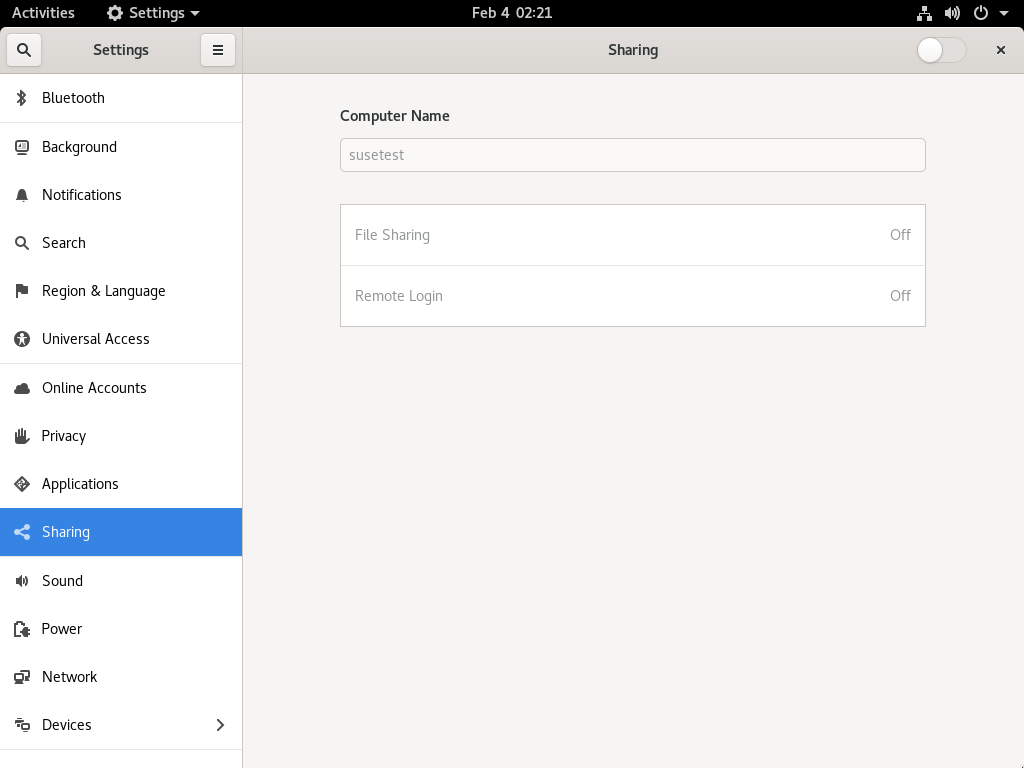 Activities Settings Feb 4 02:21
Settings Sharing
Bluetooth
Background
Notifications
Search
Region & Language
Universal Access
Online Accounts
Privacy
Applications
Sharing
Sound
Power
Network
Devices
Computer Name
susetest
File Sharing Off
Remote Login Off